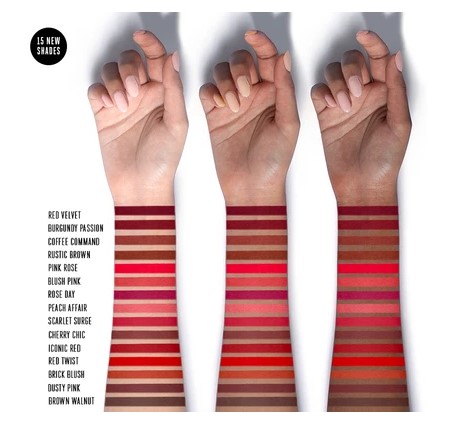 15 NEW
SHADES
RED VELVET
BURGUNDY PASSION
COFFEE COMMAND
RUSTIC BROWN
PINK ROSE
BLUSH PINK
ROSE DAY
PEACH AFFAIR
SCARLET SURGE
CHERRY CHIC
ICONIC RED
RED TWIST
BRICK BLUSH
DUSTY PINK
BROWN WALNUT